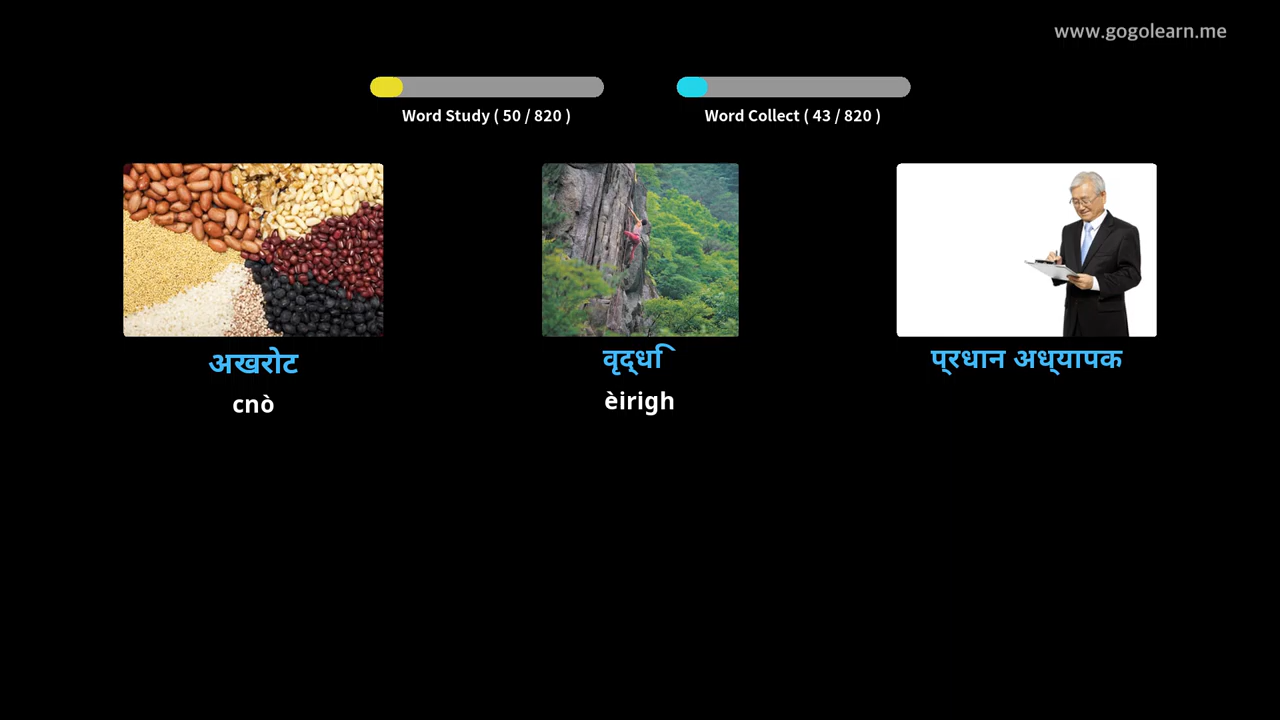 www.gogolearn.me
Word Study ( 50 / 820 )
Word Collect ( 43 / 820 )
अखरोट
cnò
वृद्धि
èirigh
प्रधान अध्यापक